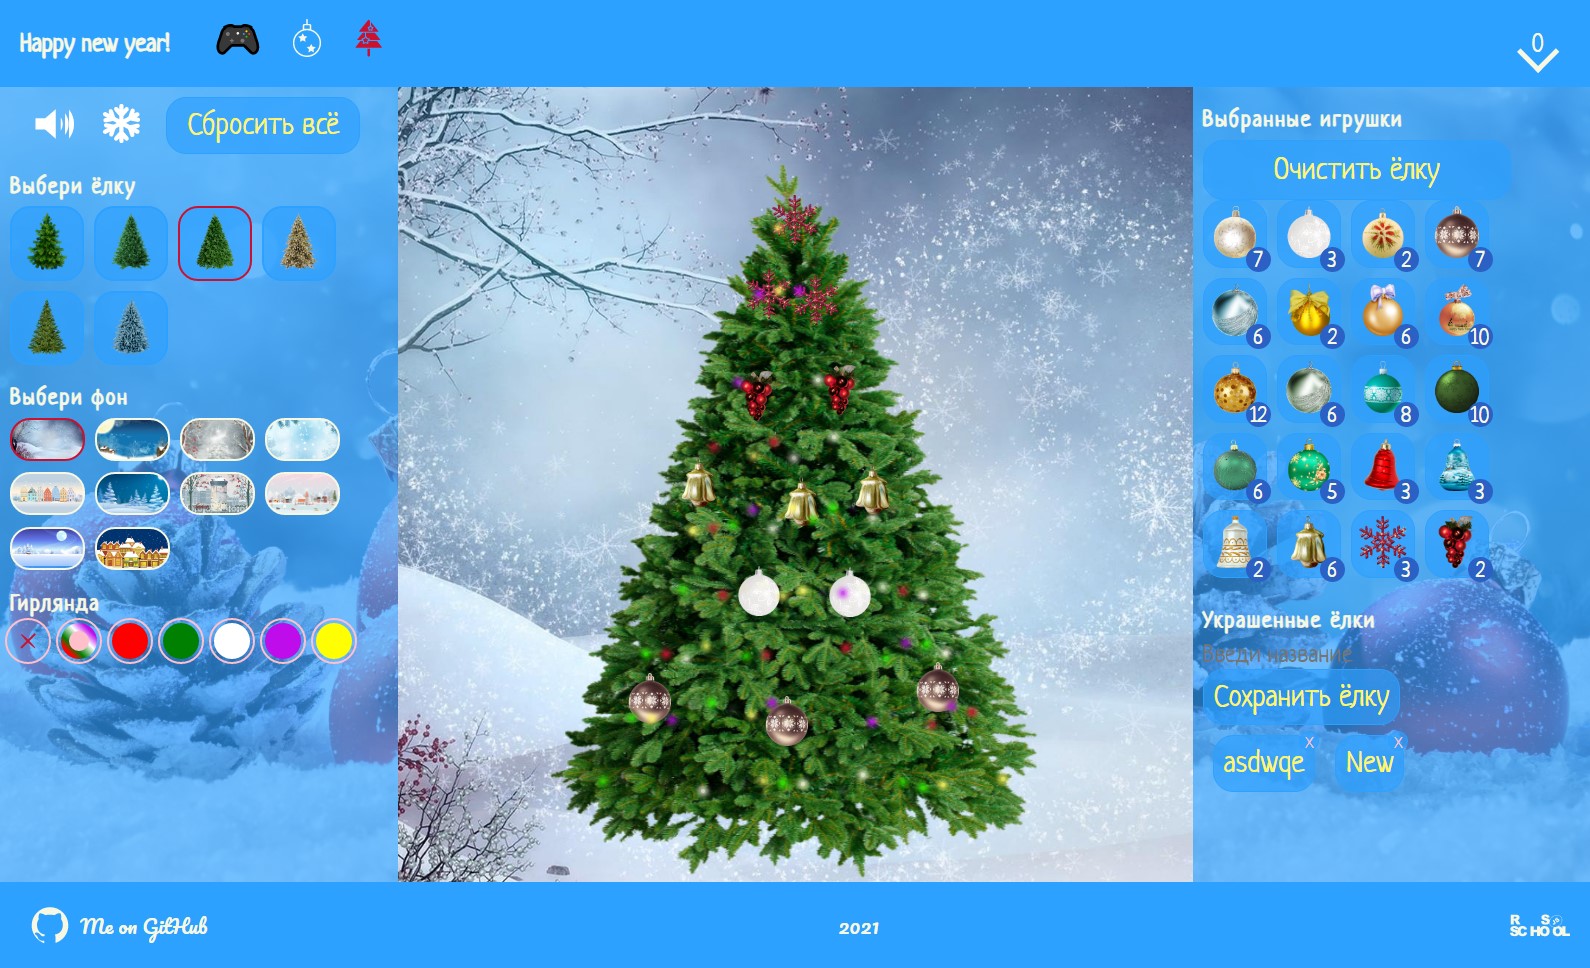 Happy new year!
0
Сбросить всё
Выбери ёлку
Выбери фон
Гирлянда
Выбранные игрушки
Очистить ёлку
7 3 2 7
6 2 6 10
12 6 8 10
6 5 3 3
2 6 3 2
Украшенные ёлки
Введи название
Сохранить ёлку
asdwqe x New x
Me on GitHub
2021
RS
SCHOOL